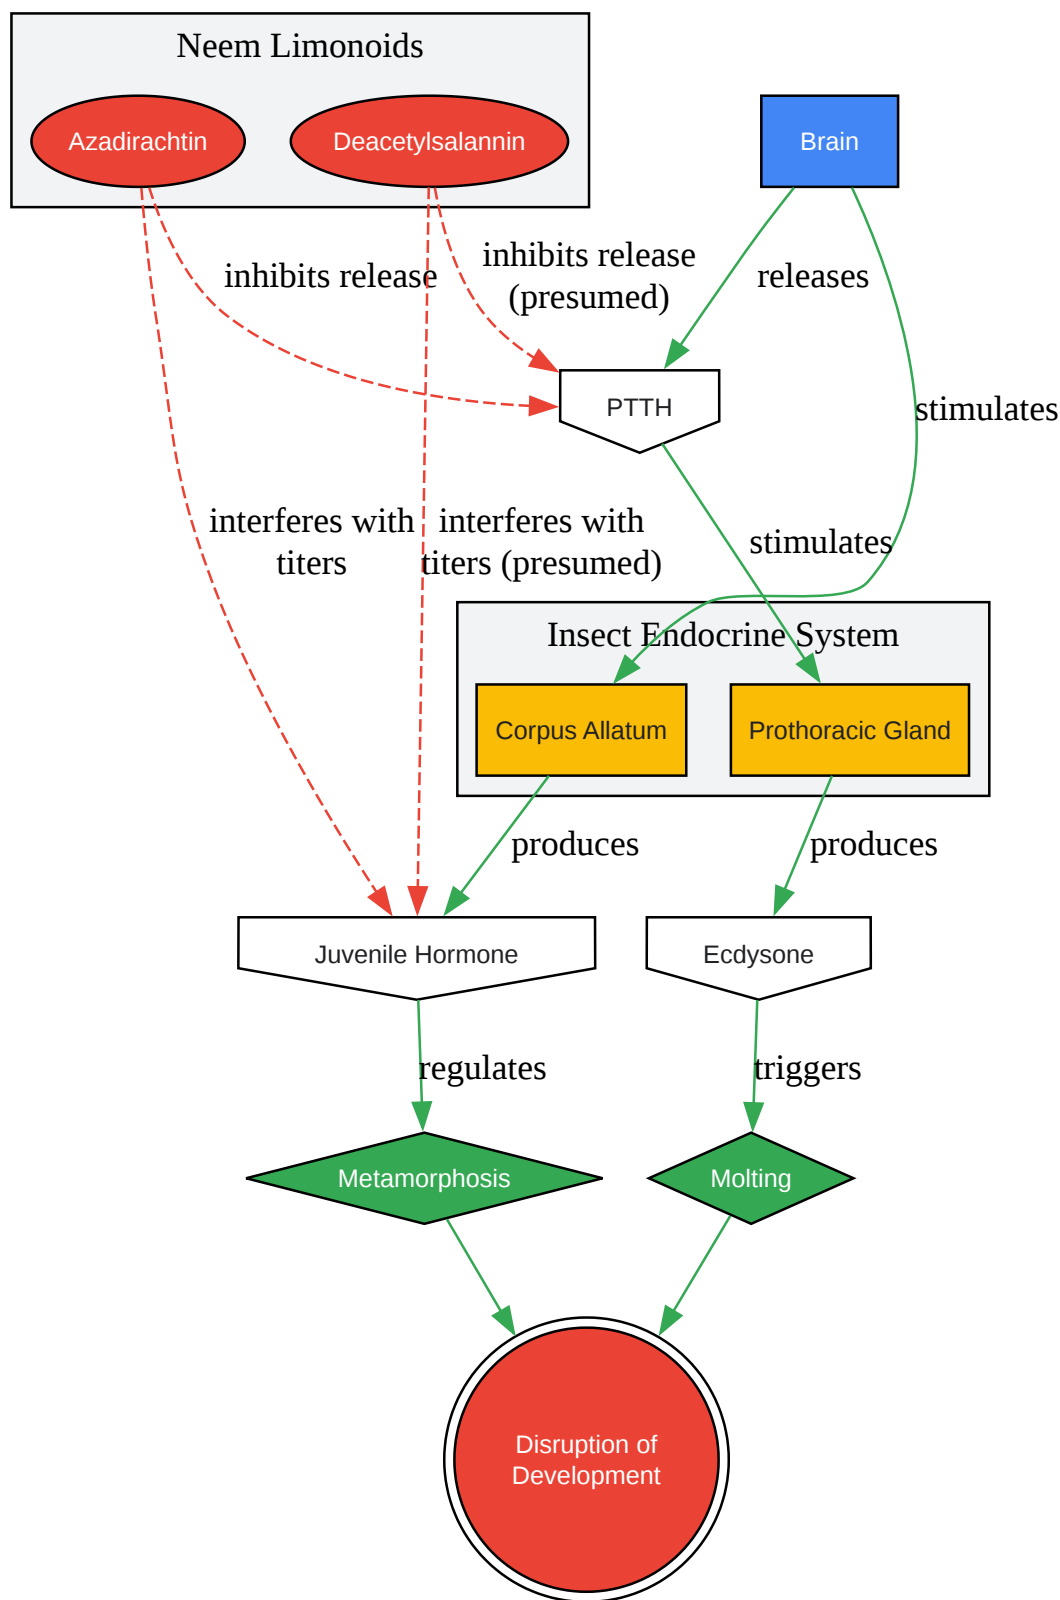 Neem Limonoids
Azadirachtin
Deacetylsalannin
Brain
inhibits release
inhibits release
(presumed)
releases
PTTH
stimulates
interferes with
titers
interferes with
titers (presumed)
stimulates
Insect Endocrine System
Corpus Allatum
Prothoracic Gland
produces
produces
Juvenile Hormone
Ecdysone
regulates
triggers
Metamorphosis
Molting
Disruption of
Development